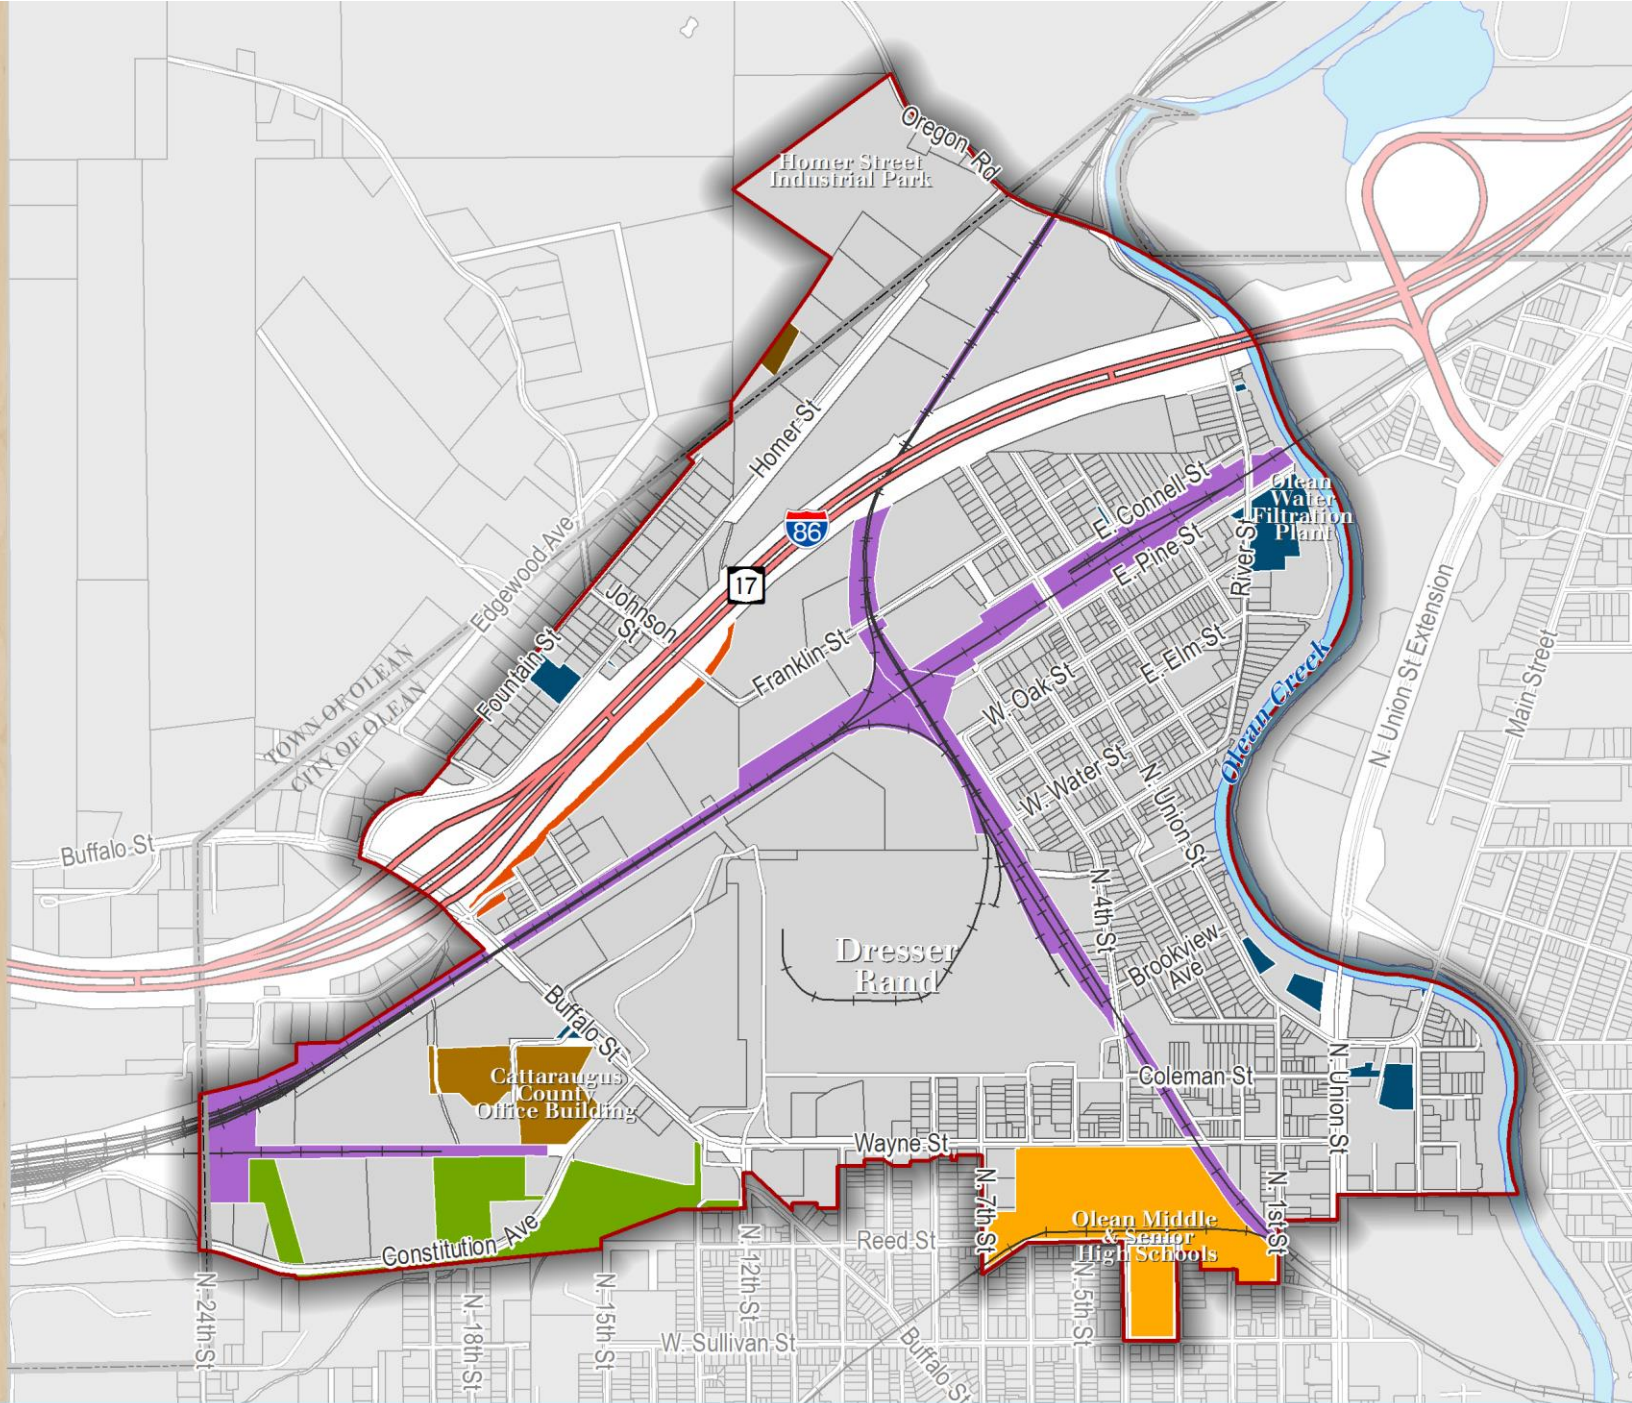 Oregon Rd
Homer Street
Industrial Park
Homer St
86
17
Edgewood Ave
Johnson
St
Fountain St
TOWN OF OLEAN
CITY OF OLEAN
Franklin St
E. Connell St
E. Pine St
Olean
Water
Filtration
Plant
River St
E. Elm St
W. Oak St
W. Water St
N. Union St
Olean Creek
N. Union St Extension
Main Street
Buffalo St
N. 4th St
Brookview
Ave
Dresser
Rand
Buffalo St
Cattaraugus
County
Office Building
Coleman St
Wayne St
N. Union St
N. 7th St
N. 1st St
Olean Middle
& Senior
High Schools
Constitution Ave
Reed St
N. 24th St
N. 18th St
N. 15th St
N. 12th St
W. Sullivan St
Buffalo St
N. 5th St